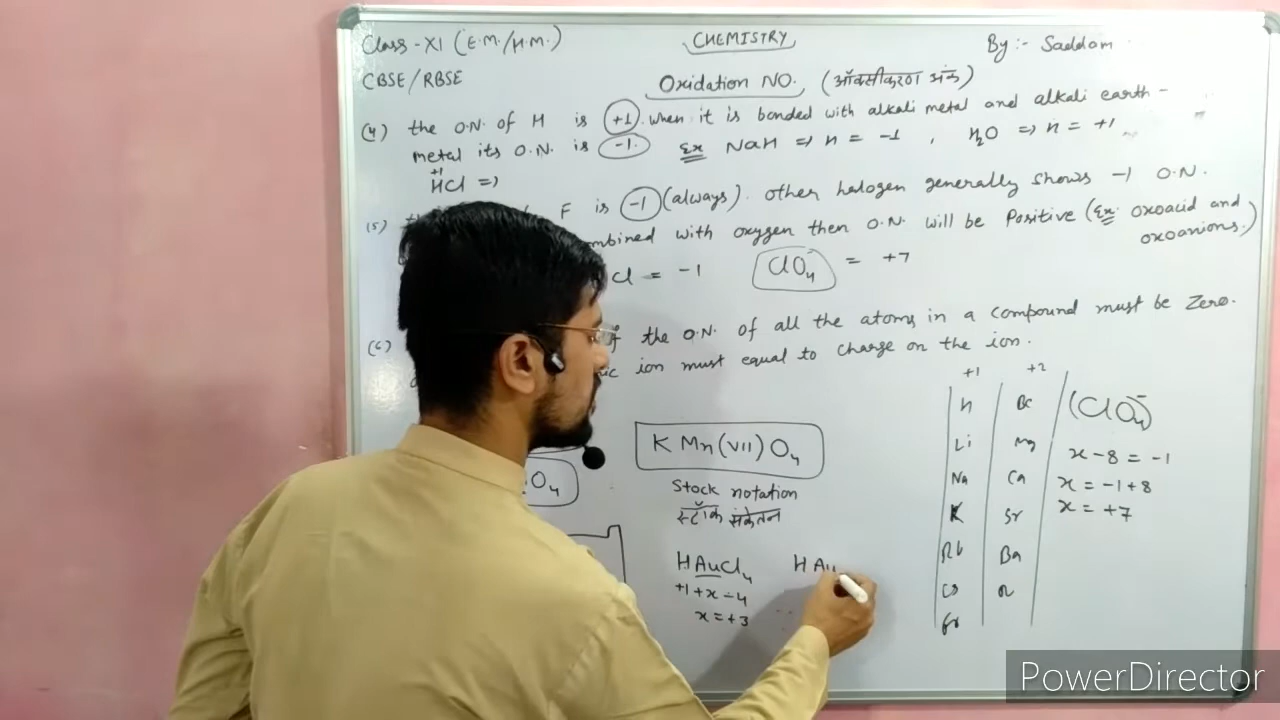 Class-XI (E.M./H.M.) CHEMISTRY By:- Saddam
CBSE/RBSE Oxidation NO. (ऑक्सीकरण अंक)
(4) the O.N. of H is +1. when it is bonded with alkali metal and alkali earth-
metal its O.N. is -1. Ex NaH => H = -1 , H2O => H = +1
+1
HCl =>
(5) F is -1 (always). other halogen generally shows -1 O.N.
with oxygen then O.N. will be Positive (Ex. oxoacid and
oxoanions.)
Cl = -1 ClO4- = +7
(6) the O.N. of all the atoms in a compound must be Zero.
ion must equal to charge on the ion.
K Mn(VII) O4
Stock notation
स्टॉक संकेतन
O4
HAuCl4 HAu
+1+x-4
x=+3
+1 +2
H Be
Li Mg
Na Ca
K Sr
Rb Ba
Cs R
Fr
(ClO4-)
x-8 = -1
x = -1+8
x = +7
PowerDirector